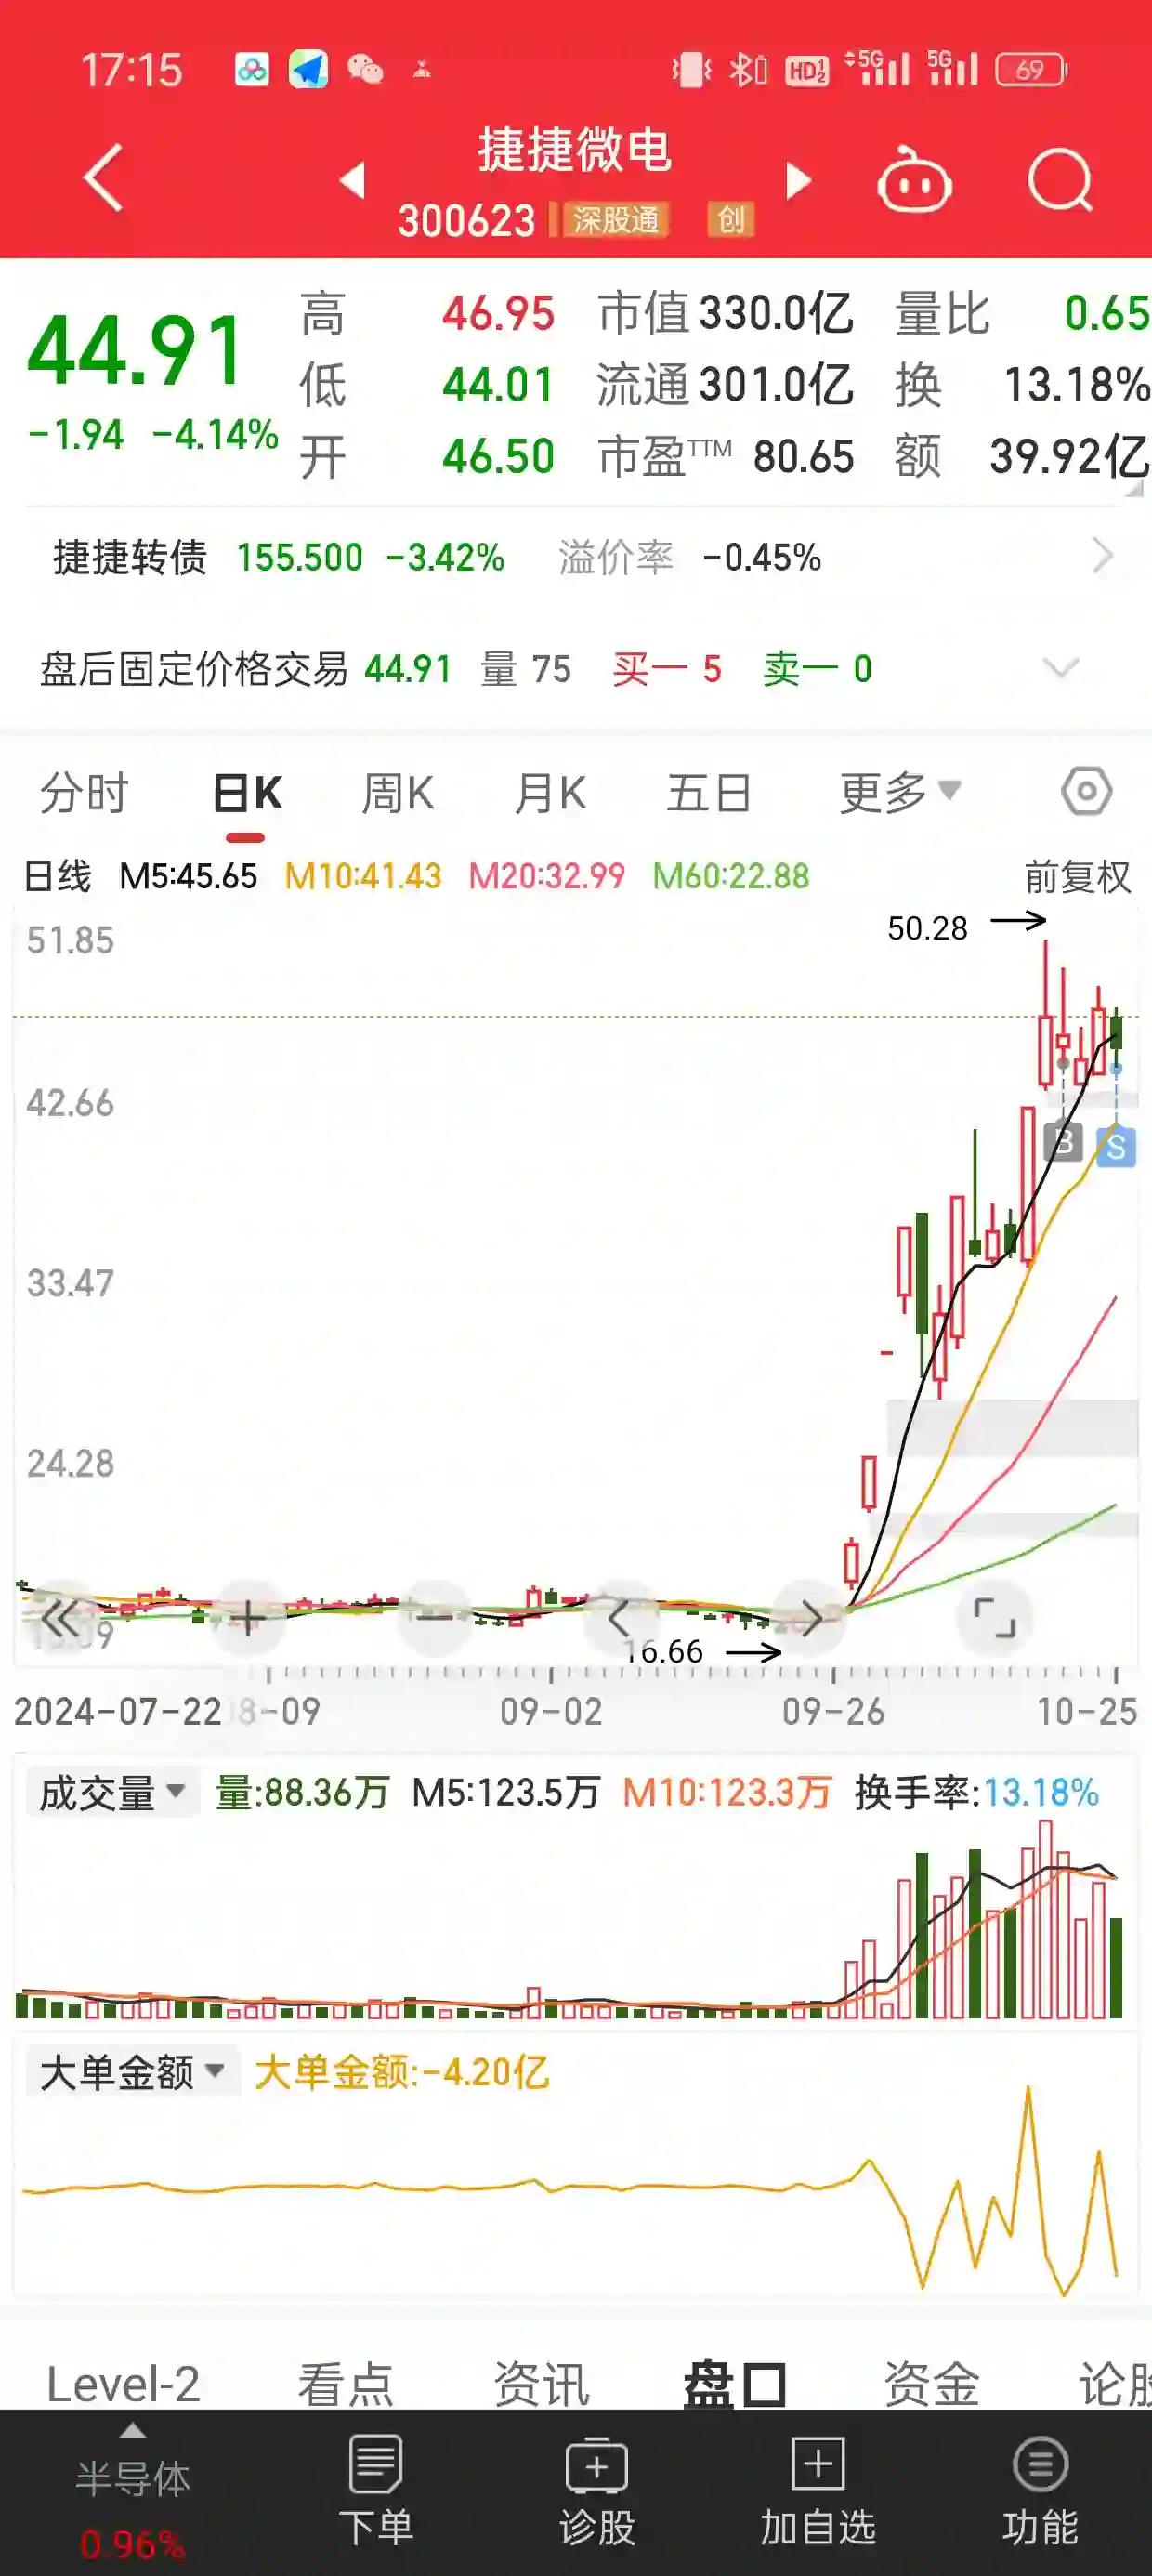 17:15 HD 1 2 5G 5G 69
捷捷微电
300623 深股通 创
44.91
-1.94 -4.14%
高 46.95 市值 330.0亿 量比 0.65
低 44.01 流通 301.0亿 换 13.18%
开 46.50 市盈TTM 80.65 额 39.92亿
捷捷转债 155.500 -3.42% 溢价率 -0.45%
盘后固定价格交易 44.91 量 75 买一 5 卖一 0
分时 日K 周K 月K 五日 更多
日线 M5:45.65 M10:41.43 M20:32.99 M60:22.88 前复权
50.28
51.85
42.66
B S
33.47
24.28
16.66
2024-07-22 8-09 09-02 09-26 10-25
成交量 量:88.36万 M5:123.5万 M10:123.3万 换手率:13.18%
大单金额 大单金额:-4.20亿
Level-2 看点 资讯 盘口 资金 论股
半导体 下单 诊股 加自选 功能
0.96%